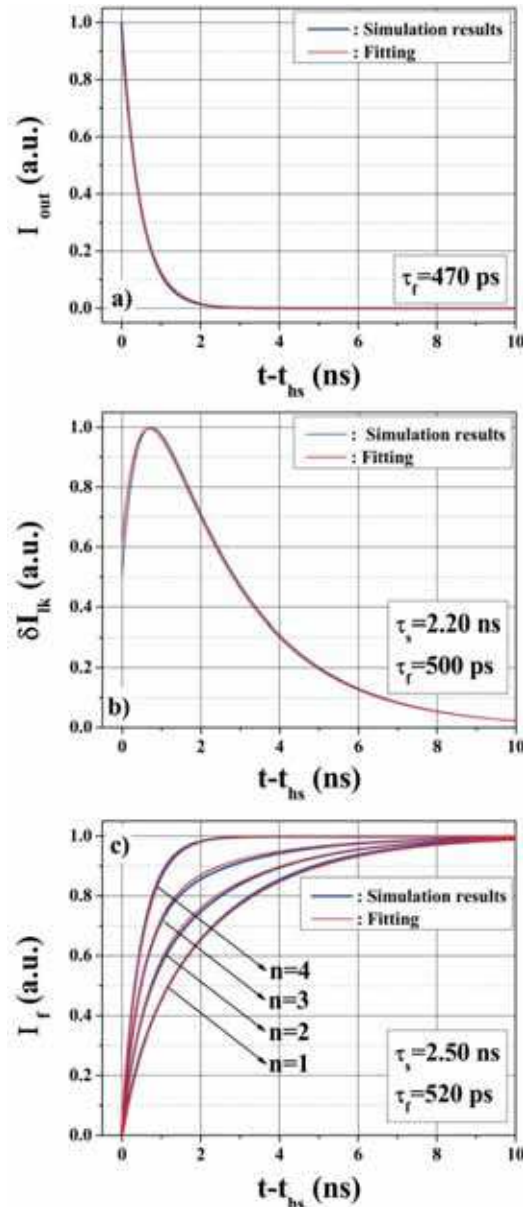 1.0
0.8
0.6
0.4
0.2
0.0
I_out (a.u.)
: Simulation results
: Fitting
τ_f=470 ps
a)
0 2 4 6 8 10
t-t_hs (ns)
1.0
0.8
0.6
0.4
0.2
0.0
δI_lk (a.u.)
: Simulation results
: Fitting
τ_s=2.20 ns
τ_f=500 ps
b)
0 2 4 6 8 10
t-t_hs (ns)
c)
1.0
0.8
0.6
0.4
0.2
0.0
I_f (a.u.)
: Simulation results
: Fitting
n=4
n=3
n=2
n=1
τ_s=2.50 ns
τ_f=520 ps
0 2 4 6 8 10
t-t_hs (ns)